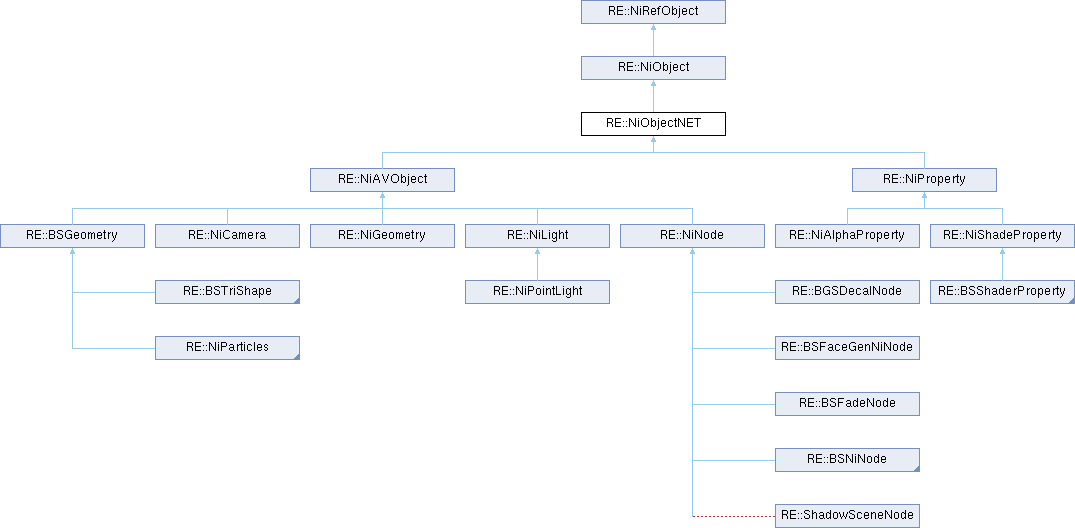 RE::NiRefObject
RE::NiObject
RE::NiObjectNET
RE::NiAVObject
RE::NiProperty
RE::BSGeometry
RE::NiCamera
RE::NiGeometry
RE::NiLight
RE::NiNode
RE::NiAlphaProperty
RE::NiShadeProperty
RE::BSTriShape
RE::NiPointLight
RE::BGSDecalNode
RE::BSShaderProperty
RE::NiParticles
RE::BSFaceGenNiNode
RE::BSFadeNode
RE::BSNiNode
RE::ShadowSceneNode